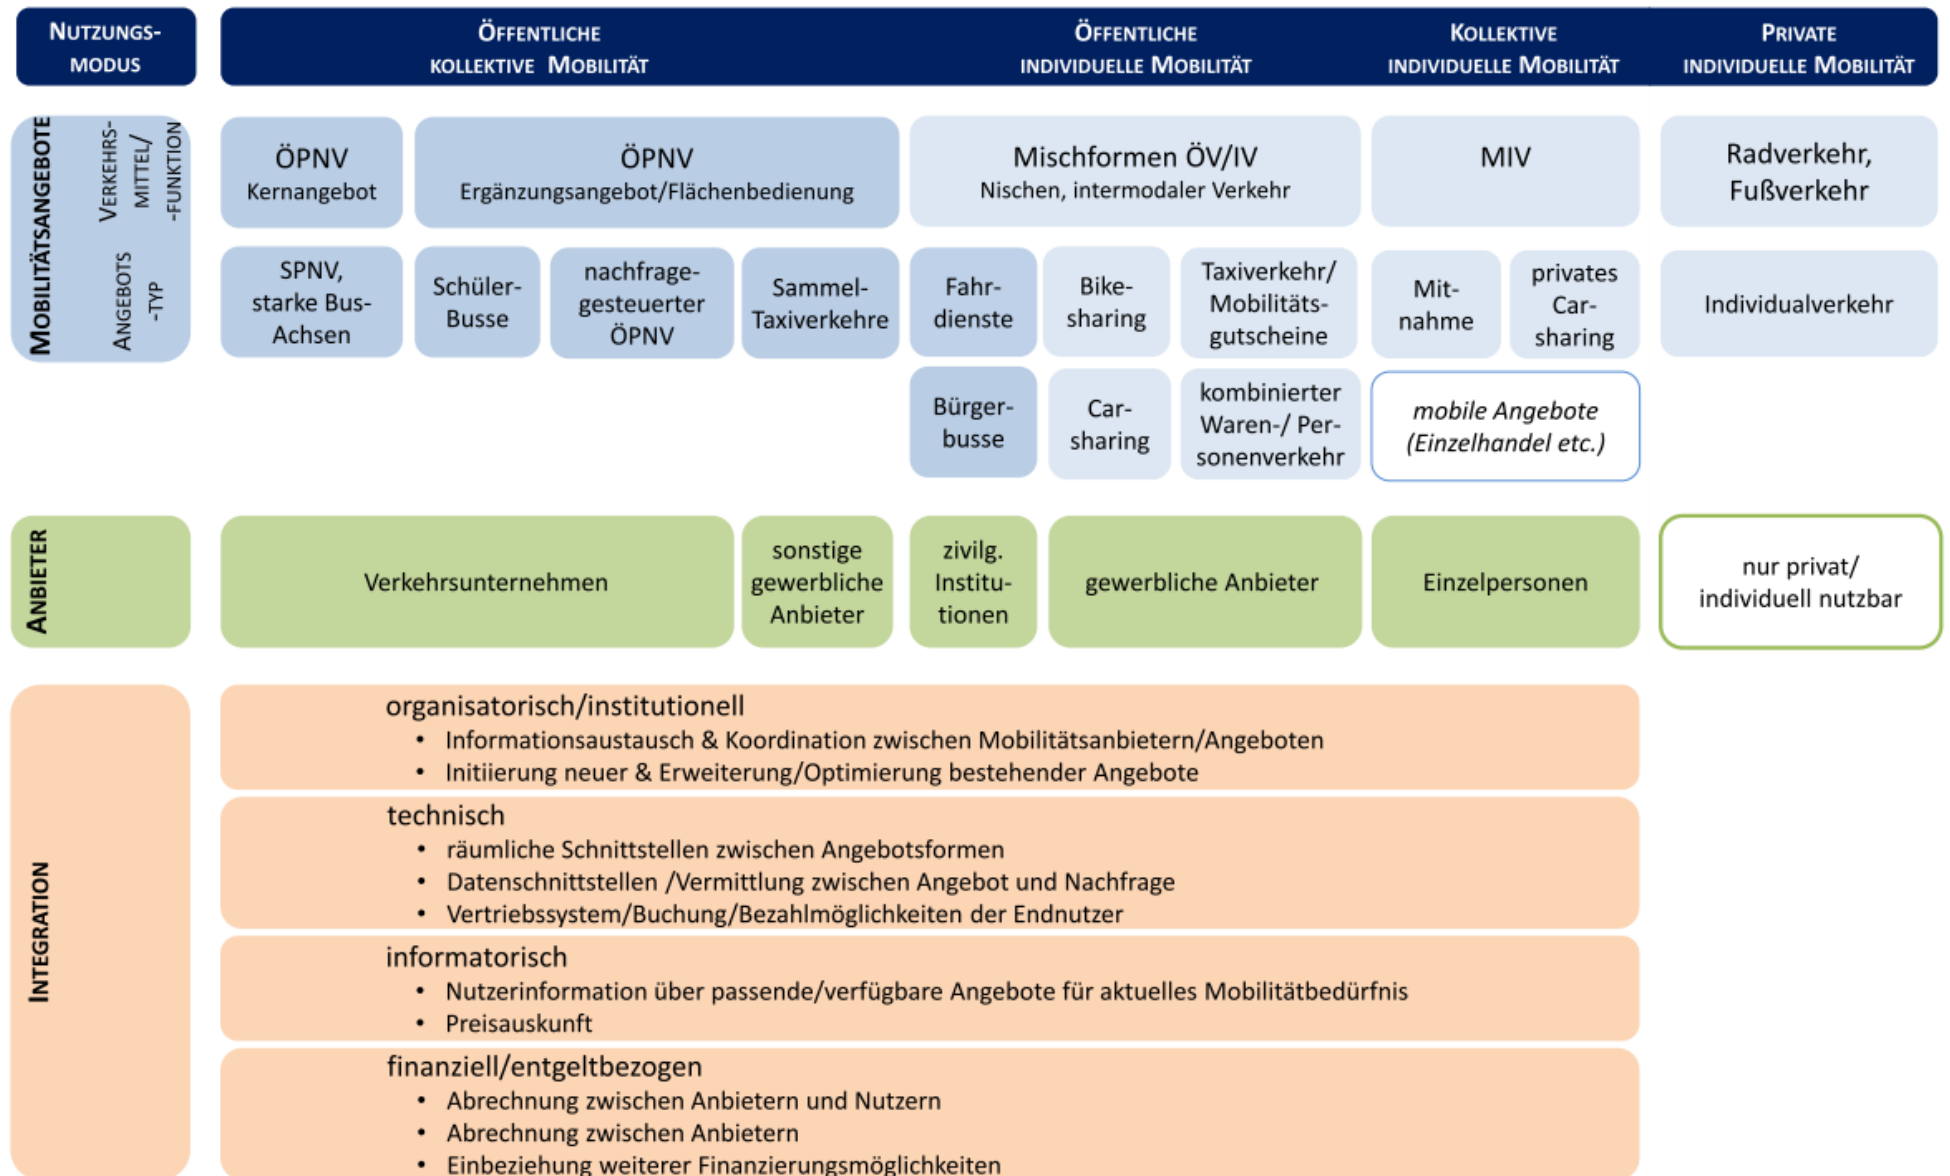 NUTZUNGS-
MODUS
ÖFFENTLICHE
KOLLEKTIVE MOBILITÄT
ÖFFENTLICHE
INDIVIDUELLE MOBILITÄT
KOLLEKTIVE
INDIVIDUELLE MOBILITÄT
PRIVATE
INDIVIDUELLE MOBILITÄT
MOBILITÄTSANGEBOTE
VERKEHRS-
MITTEL/
-FUNKTION
ÖPNV
Kernangebot
ÖPNV
Ergänzungsangebot/Flächenbedienung
Mischformen ÖV/IV
Nischen, intermodaler Verkehr
MIV
Radverkehr,
Fußverkehr
ANGEBOTS
-TYP
SPNV,
starke Bus-
Achsen
Schüler-
Busse
nachfrage-
gesteuerter
ÖPNV
Sammel-
Taxiverkehre
Fahr-
dienste
Bike-
sharing
Taxiverkehr/
Mobilitäts-
gutscheine
Mit-
nahme
privates
Car-
sharing
Individualverkehr
Bürger-
busse
Car-
sharing
kombinierter
Waren-/ Per-
sonenverkehr
mobile Angebote
(Einzelhandel etc.)
ANBIETER
Verkehrsunternehmen
sonstige
gewerbliche
Anbieter
zivilg.
Institu-
tionen
gewerbliche Anbieter
Einzelpersonen
nur privat/
individuell nutzbar
INTEGRATION
organisatorisch/institutionell
• Informationsaustausch & Koordination zwischen Mobilitätsanbietern/Angeboten
• Initiierung neuer & Erweiterung/Optimierung bestehender Angebote
technisch
• räumliche Schnittstellen zwischen Angebotsformen
• Datenschnittstellen /Vermittlung zwischen Angebot und Nachfrage
• Vertriebssystem/Buchung/Bezahlmöglichkeiten der Endnutzer
informatorisch
• Nutzerinformation über passende/verfügbare Angebote für aktuelles Mobilitätbedürfnis
• Preisauskunft
finanziell/entgeltbezogen
• Abrechnung zwischen Anbietern und Nutzern
• Abrechnung zwischen Anbietern
• Einbeziehung weiterer Finanzierungsmöglichkeiten